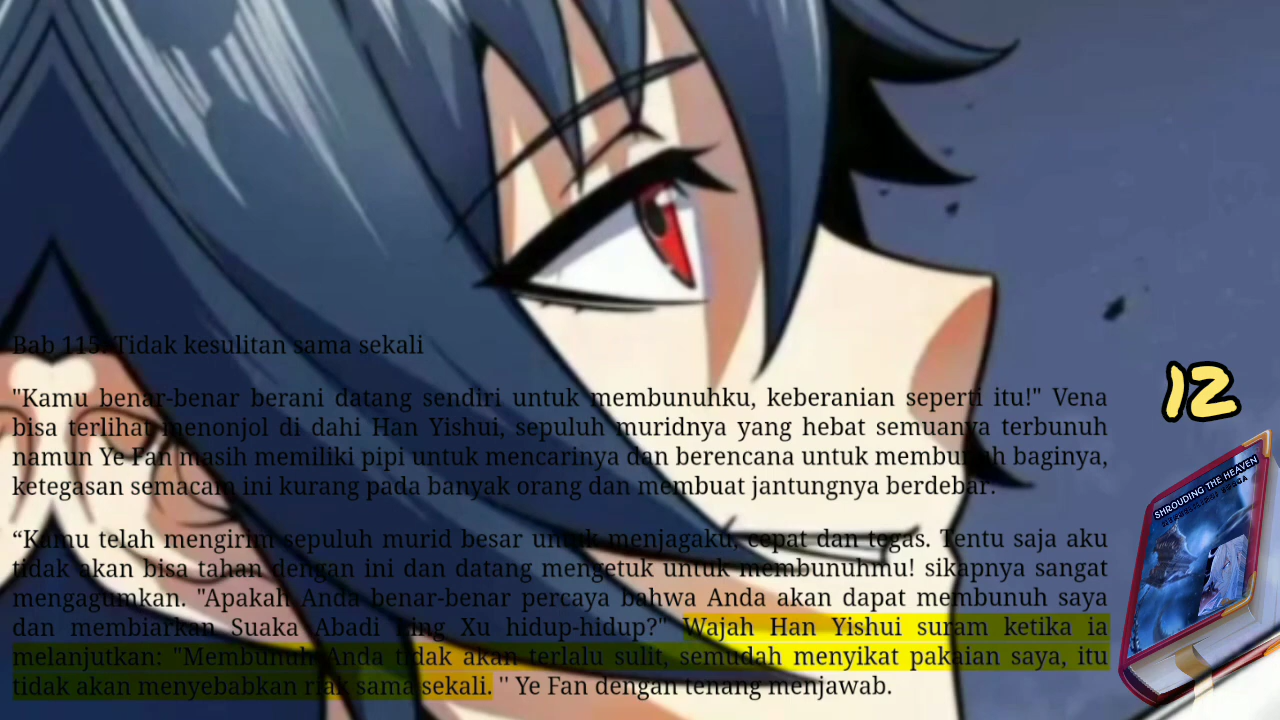 Bab 115: Tidak kesulitan sama sekali
"Kamu benar-benar berani datang sendiri untuk membunuhku, keberanian seperti itu!" Vena
bisa terlihat menonjol di dahi Han Yishui, sepuluh muridnya yang hebat semuanya terbunuh
namun Ye Fan masih memiliki pipi untuk mencarinya dan berencana untuk membunuh baginya,
ketegasan semacam ini kurang pada banyak orang dan membuat jantungnya berdebar.
“Kamu telah mengirim sepuluh murid besar untuk menjagaku, cepat dan tegas. Tentu saja aku
tidak akan bisa tahan dengan ini dan datang mengetuk untuk membunuhmu! sikapnya sangat
mengagumkan. "Apakah Anda benar-benar percaya bahwa Anda akan dapat membunuh saya
dan membiarkan Suaka Abadi Ling Xu hidup-hidup?" Wajah Han Yishui suram ketika ia
melanjutkan: "Membunuh Anda tidak akan terlalu sulit, semudah menyikat pakaian saya, itu
tidak akan menyebabkan riak sama sekali. '' Ye Fan dengan tenang menjawab.
12
SHROUDING THE HEAVEN